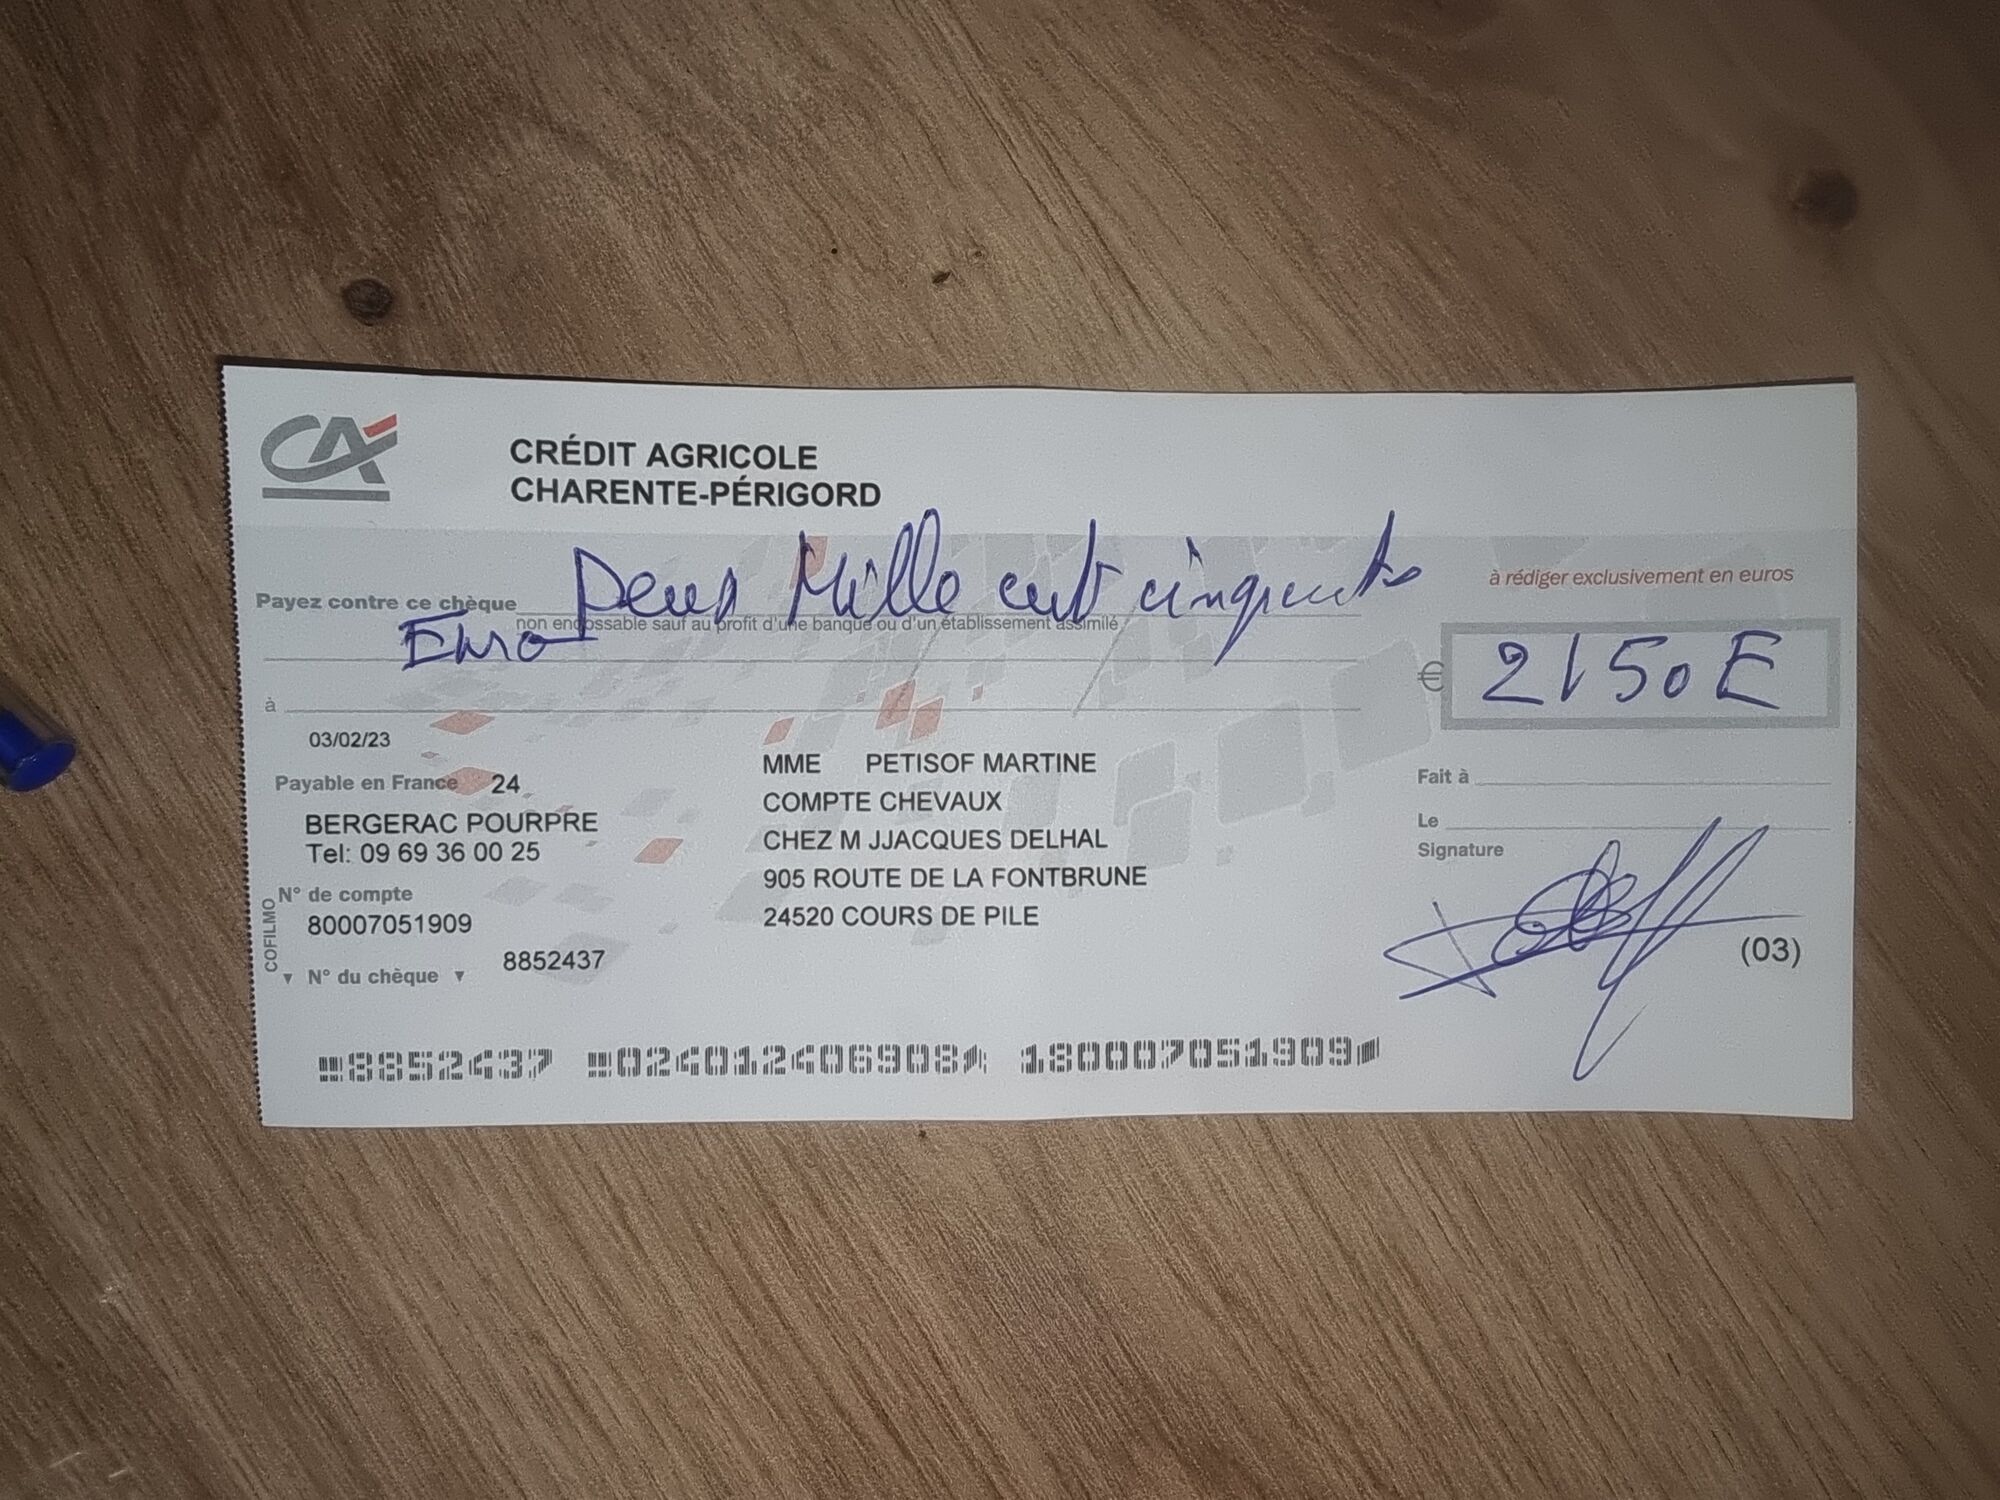 CA
CRÉDIT AGRICOLE
CHARENTE-PÉRIGORD
Payez contre ce chèque Deux Mille cent cinquante
non endossable sauf au profit d'une banque ou d'un établissement assimilé
Euro
à rédiger exclusivement en euros
€ 2150 E
à
03/02/23
Payable en France 24
BERGERAC POURPRE
Tel: 09 69 36 00 25
N° de compte
80007051909
COFILMO
N° du chèque
8852437
MME PETISOF MARTINE
COMPTE CHEVAUX
CHEZ M JJACQUES DELHAL
905 ROUTE DE LA FONTBRUNE
24520 COURS DE PILE
Fait à
Le
Signature
(03)
8852437 024012406908 180007051909